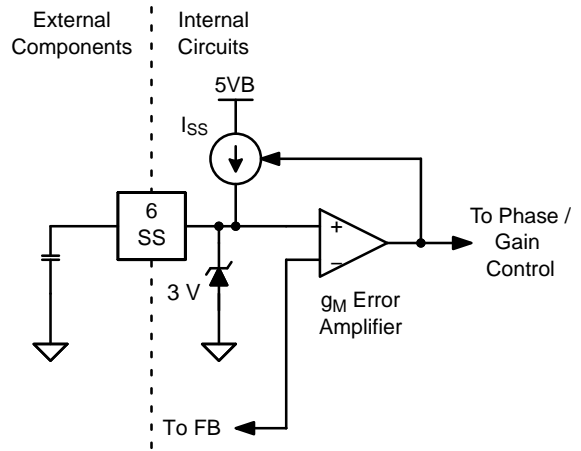 External
Components
Internal
Circuits
5VB
ISS
6
SS
+
−
To Phase /
Gain
Control
3 V
gM Error
Amplifier
To FB